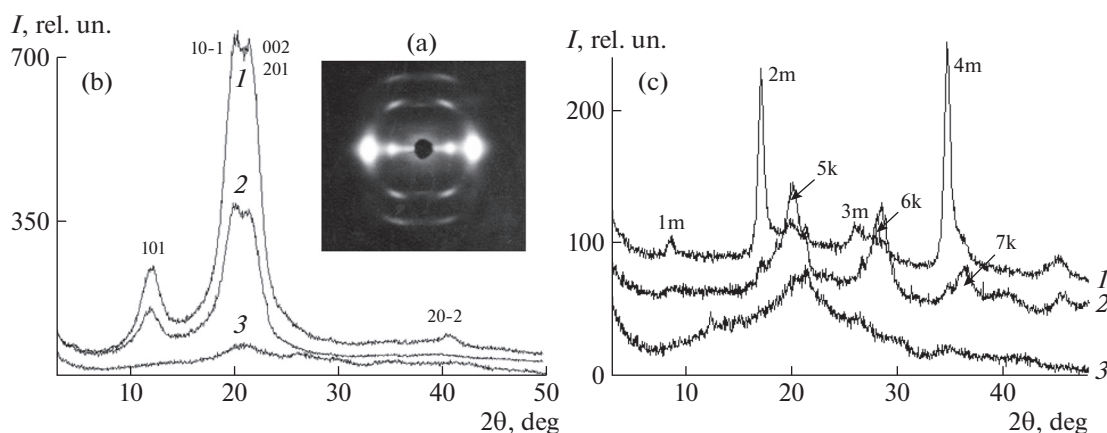 I, rel. un.
700
350
(b)
10-1
002
201
1
2
3
101
20-2
10
20
30
40
50
2θ, deg
(a)
I, rel. un.
200
100
0
(c)
1m
2m
3m
4m
5k
6k
7k
1
2
3
10
20
30
40
2θ, deg